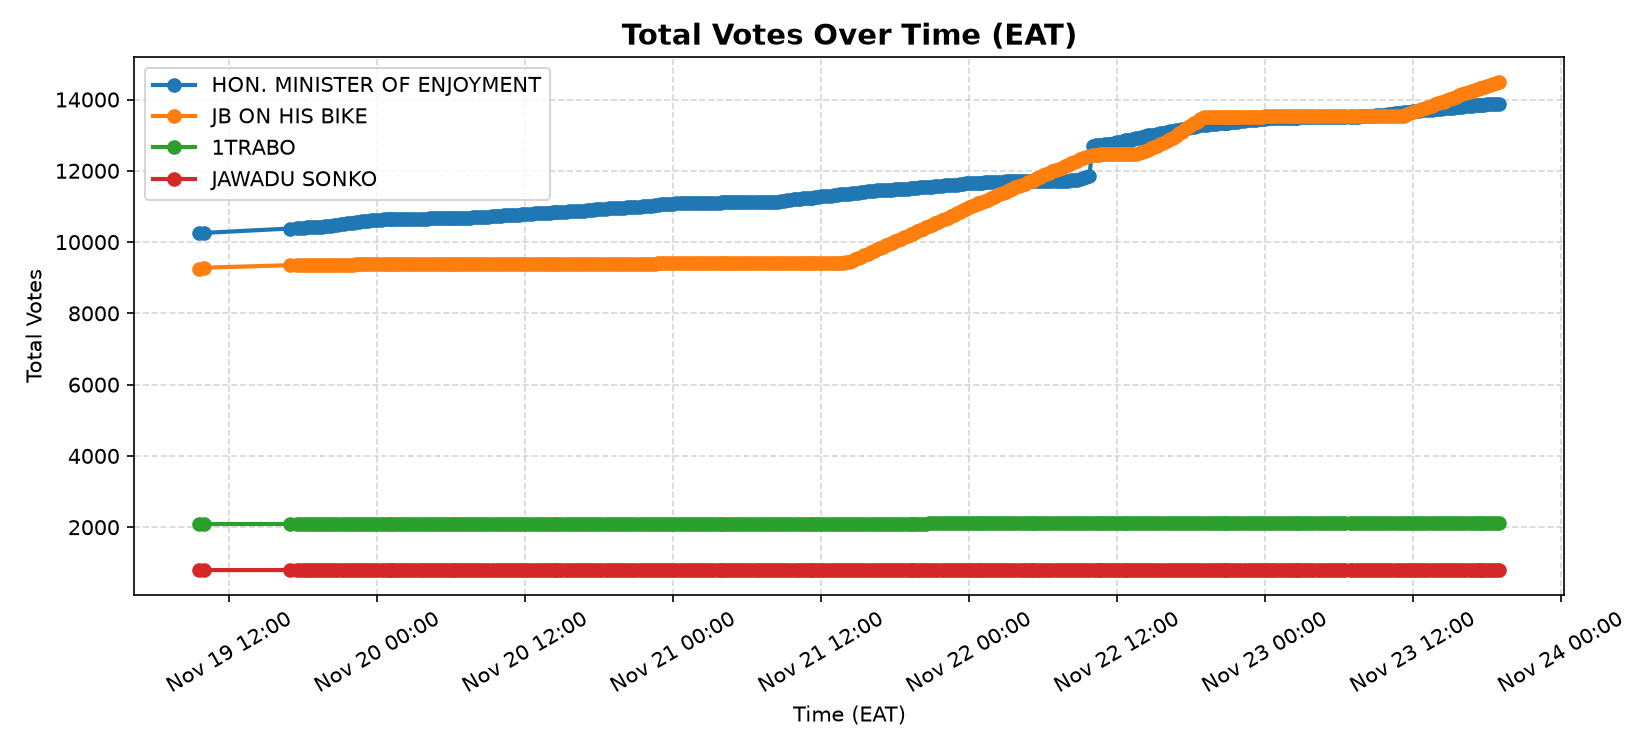 Total Votes Over Time (EAT)
HON. MINISTER OF ENJOYMENT
JB ON HIS BIKE
1TRABO
JAWADU SONKO
Total Votes
14000
12000
10000
8000
6000
4000
2000
Nov 19 12:00
Nov 20 00:00
Nov 20 12:00
Nov 21 00:00
Nov 21 12:00
Nov 22 00:00
Nov 22 12:00
Nov 23 00:00
Nov 23 12:00
Nov 24 00:00
Time (EAT)